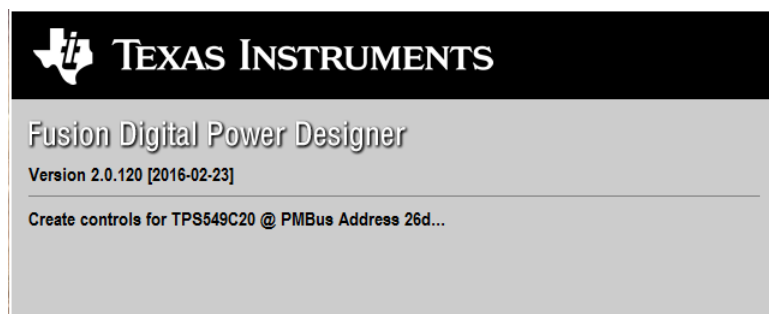 TEXAS INSTRUMENTS
Fusion Digital Power Designer
Version 2.0.120 [2016-02-23]
Create controls for TPS549C20 @ PMBus Address 26d...